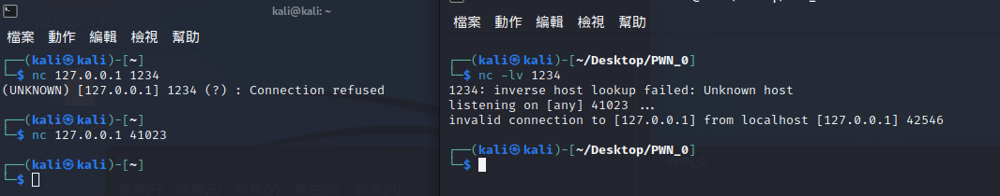 kali@kali: ~
檔案 動作 編輯 檢視 幫助
┌──(kali㉿kali)-[~]
└─$ nc 127.0.0.1 1234
(UNKNOWN) [127.0.0.1] 1234 (?) : Connection refused
┌──(kali㉿kali)-[~]
└─$ nc 127.0.0.1 41023
┌──(kali㉿kali)-[~]
└─$
檔案 動作 編輯 檢視 幫助
┌──(kali㉿kali)-[~/Desktop/PWN_0]
└─$ nc -lv 1234
1234: inverse host lookup failed: Unknown host
listening on [any] 41023 ...
invalid connection to [127.0.0.1] from localhost [127.0.0.1] 42546
┌──(kali㉿kali)-[~/Desktop/PWN_0]
└─$